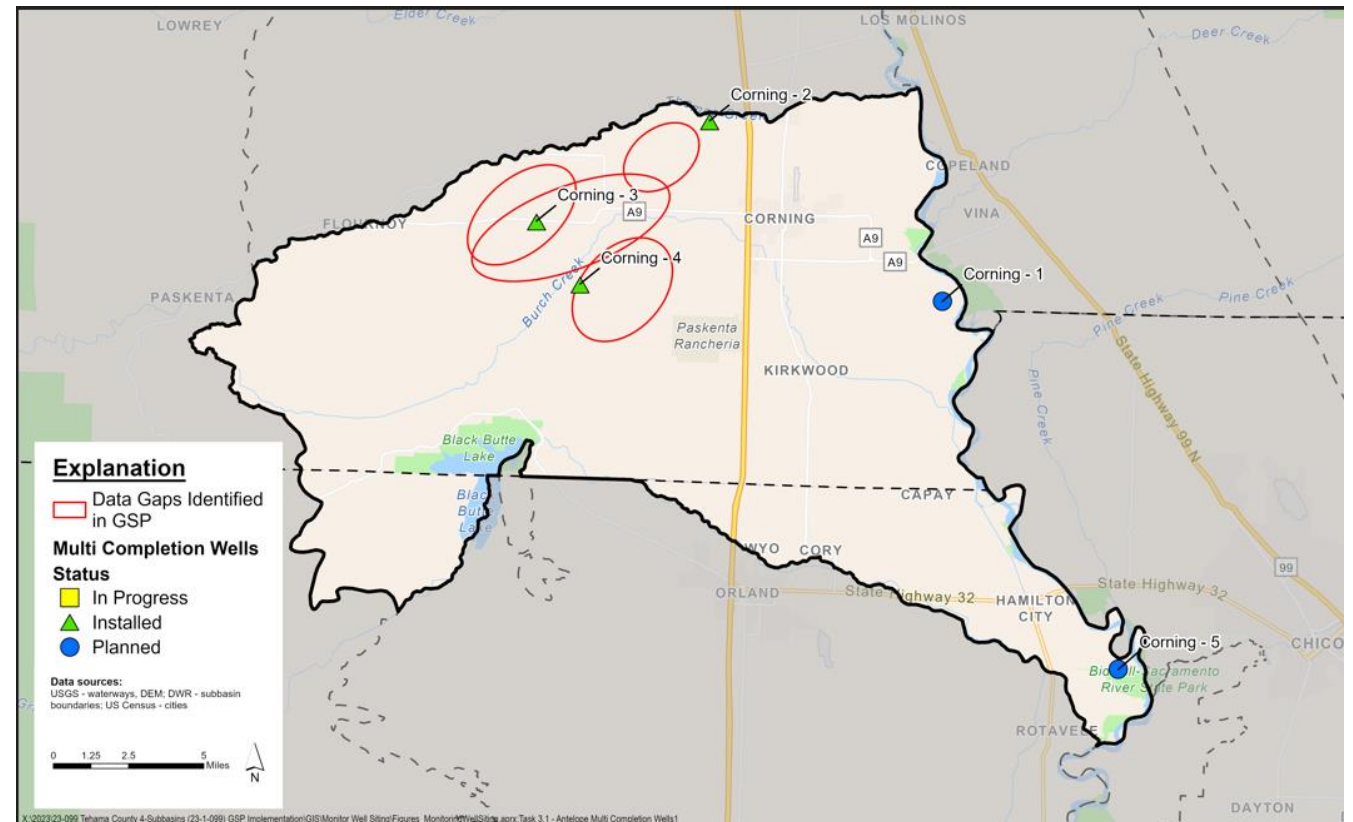 LOWREY
Elder Creek
LOS MOLINOS
Deer Creek
Corning - 2
COPELAND
Corning - 3
FLOURNOY
A9
CORNING
VINA
A9
A9
Corning - 4
Corning - 1
PASKENTA
Burch Creek
Pine Creek
Pine Creek
Paskenta
Rancheria
KIRKWOOD
State Highway 99 N
Pine Creek
Black Butte
Lake
CAPAY
WYO
CORY
99
ORLAND
State Highway 32
State Highway 32
HAMILTON
CITY
CHICO
Corning - 5
River State Park
DAYTON
Explanation
Data Gaps Identified
in GSP
Multi Completion Wells
Status
In Progress
Installed
Planned
Data sources:
USGS - waterways, DEM; DWR - subbasin
boundaries; US Census - cities
0 1.25 2.5 5
Miles
N